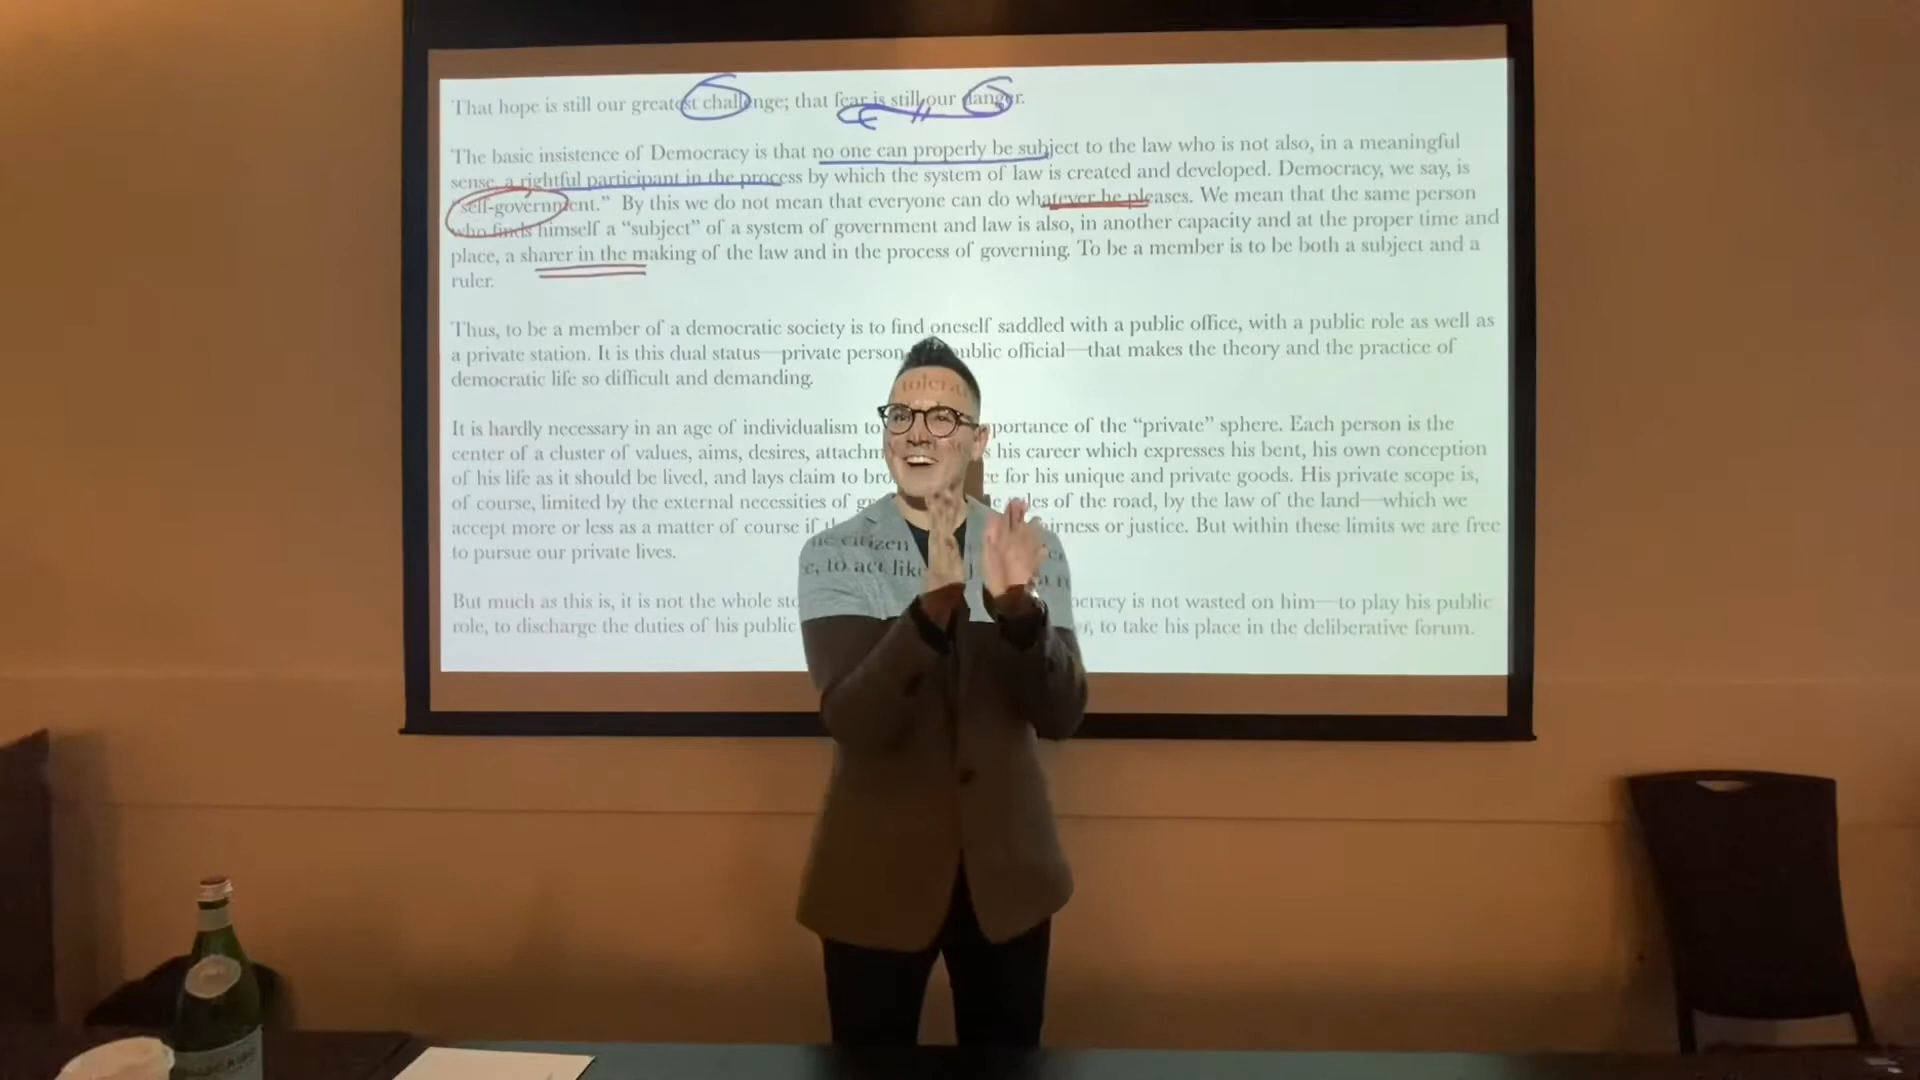 That hope is still our greatest challenge; that fear is still our danger.
The basic insistence of Democracy is that no one can properly be subject to the law who is not also, in a meaningful
sense, a rightful participant in the process by which the system of law is created and developed. Democracy, we say, is
"self-government." By this we do not mean that everyone can do whatever he pleases. We mean that the same person
who finds himself a "subject" of a system of government and law is also, in another capacity and at the proper time and
place, a sharer in the making of the law and in the process of governing. To be a member is to be both a subject and a
ruler.
Thus, to be a member of a democratic society is to find oneself saddled with a public office, with a public role as well as
a private station. It is this dual status—private person public official—that makes the theory and the practice of
democratic life so difficult and demanding.
It is hardly necessary in an age of individualism to portance of the "private" sphere. Each person is the
center of a cluster of values, aims, desires, attachm s his career which expresses his bent, his own conception
of his life as it should be lived, and lays claim to bro for his unique and private goods. His private scope is,
of course, limited by the external necessities of rules of the road, by the law of the land—which we
accept more or less as a matter of course if irness or justice. But within these limits we are free
to pursue our private lives.
But much as this is, it is not the whole sto ocracy is not wasted on him—to play his public
role, to discharge the duties of his public to take his place in the deliberative forum.
tolera
citizen
to act like